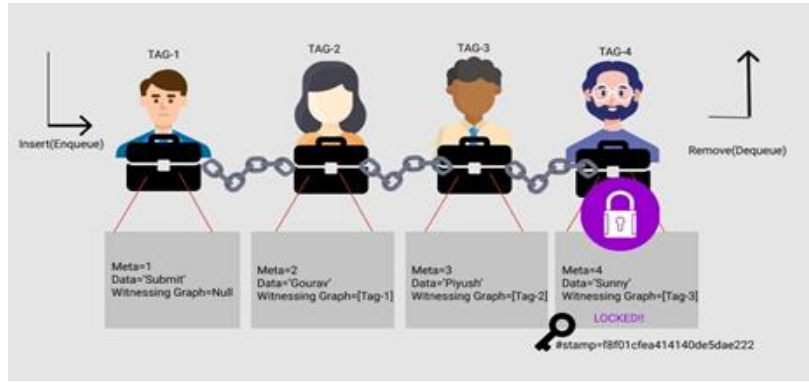 TAG-1
TAG-2
TAG-3
TAG-4
Insert(Enqueue)
Remove(Dequeue)
Meta=1
Data='Submit'
Witnessing Graph=Null
Meta=2
Data='Gourav'
Witnessing Graph=[Tag-1]
Meta=3
Data='Piyush'
Witnessing Graph=[Tag-2]
Meta=4
Data='Sunny'
Witnessing Graph=[Tag-3]
LOCKED!!
#stamp=f8f01cfea414140de5dae222